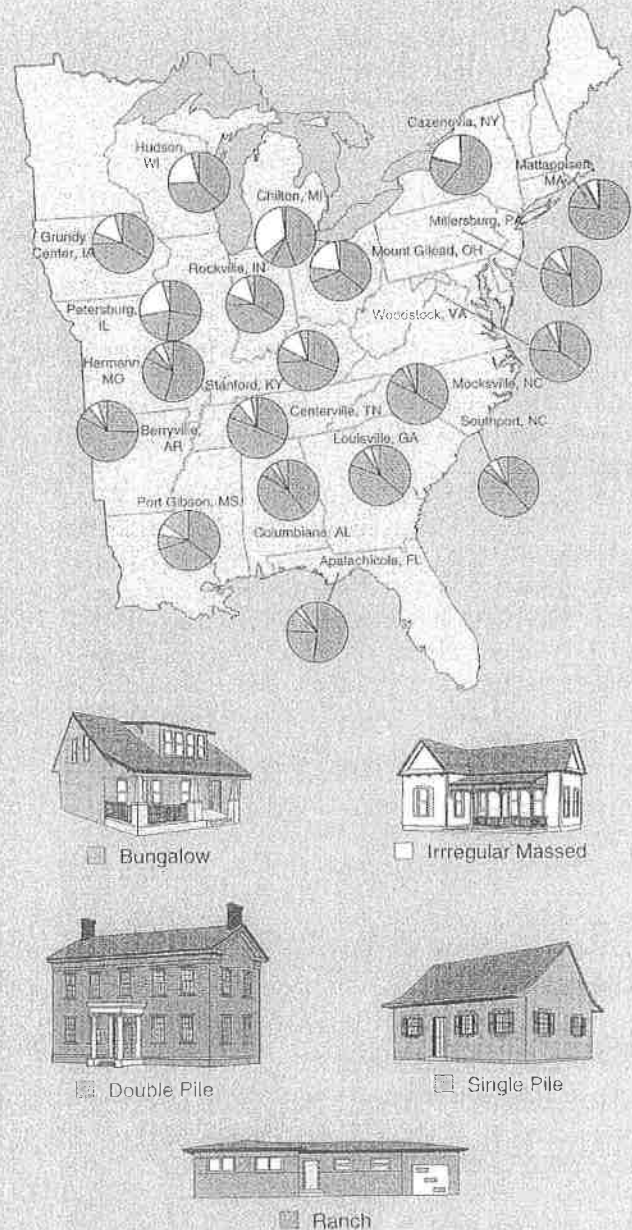 Cazenovia, NY
Hudson,
WI
Mattapoisett,
MA
Chilton, MI
Millersburg, PA
Grundy
Center, IA
Mount Gilead, OH
Rockville, IN
Petersburg,
IL
Woodstock, VA
Hermann
MO
Stanford, KY
Mocksville, NC
Centerville, TN
Berryville,
AR
Southport, NC
Louisville, GA
Port Gibson, MS
Columbiana, AL
Apalachicola, FL
Bungalow
Irrregular Massed
Double Pile
Single Pile
Ranch